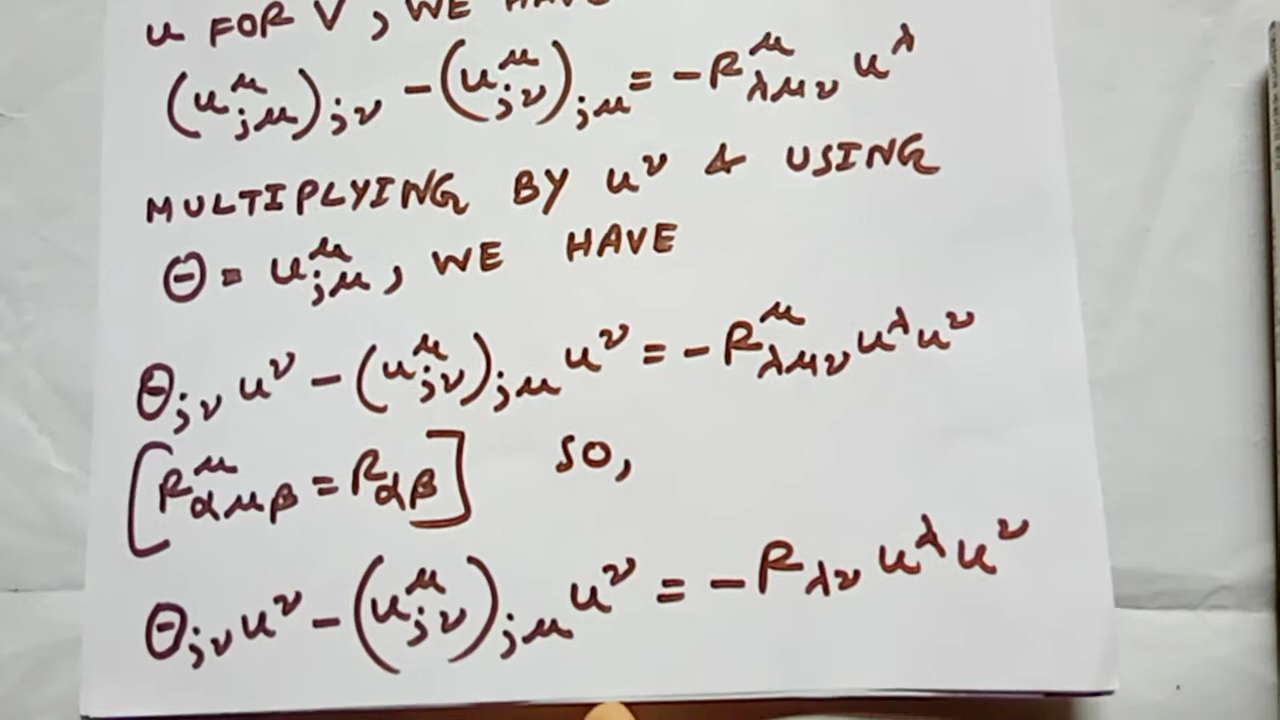 u FOR V, WE HAVE
(u^μ_{;μ})_{;ν} - (u^μ_{;ν})_{;μ} = -R^μ_{λμν} u^λ
MULTIPLYING BY u^ν & USING
Θ = u^μ_{;μ}, WE HAVE
Θ_{;ν} u^ν - (u^μ_{;ν})_{;μ} u^ν = -R^μ_{λμν} u^λ u^ν
[R^μ_{αμβ} = R_{αβ}] SO,
Θ_{;ν} u^ν - (u^μ_{;ν})_{;μ} u^ν = -R_{λν} u^λ u^ν